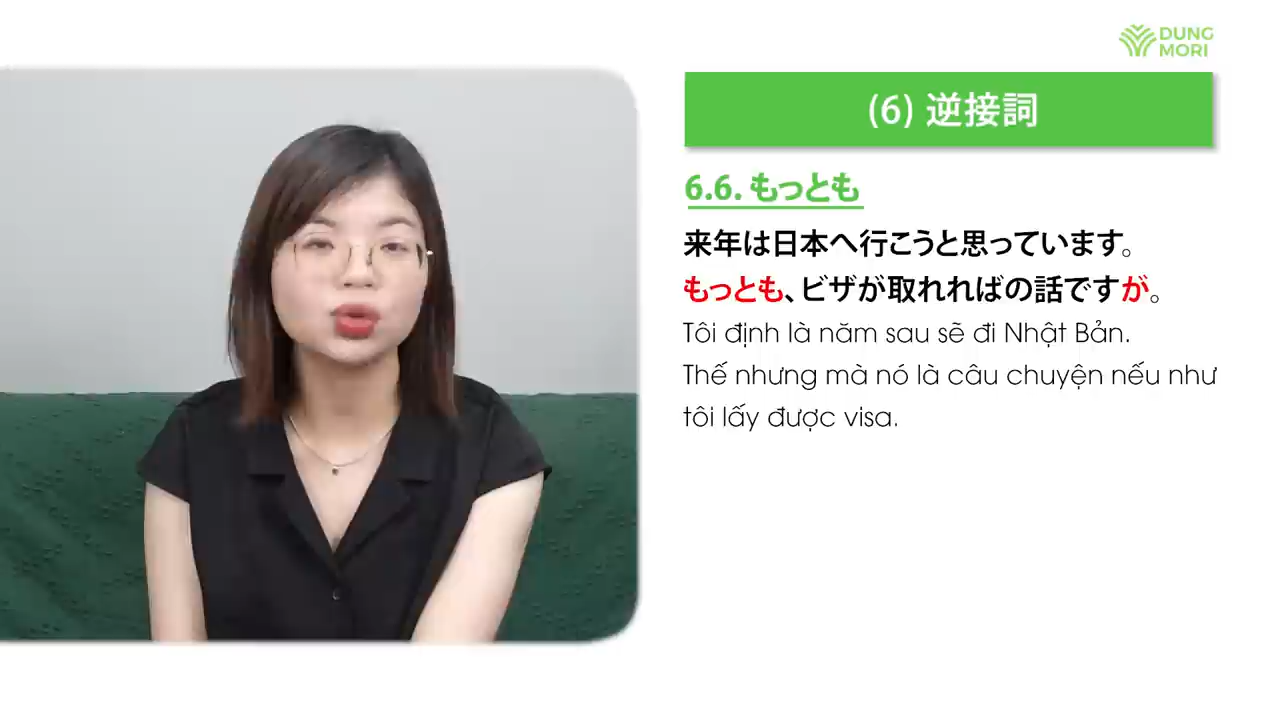 DUNG
MORI
(6) 逆接詞
6.6. もっとも
来年は日本へ行こうと思っています。
もっとも、ビザが取れればの話ですが。
Tôi định là năm sau sẽ đi Nhật Bản.
Thế nhưng mà nó là câu chuyện nếu như
tôi lấy được visa.